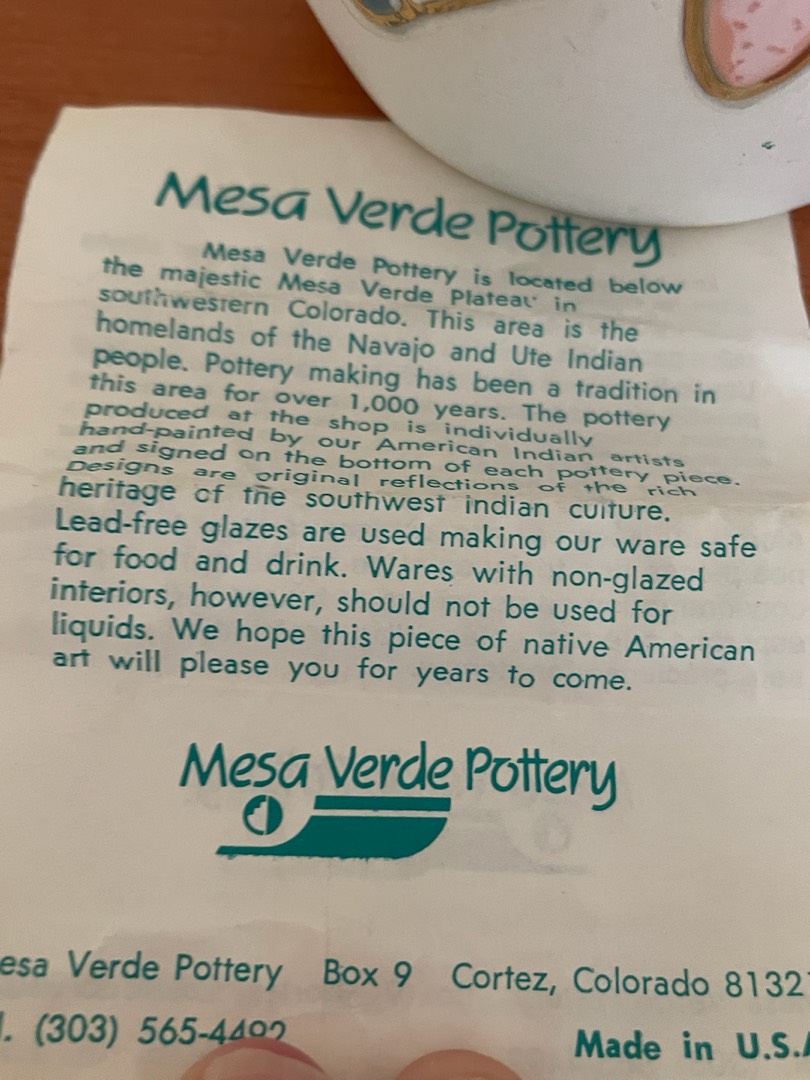 Mesa Verde Pottery
Mesa Verde Pottery is located below
the majestic Mesa Verde Plateau in
southwestern Colorado. This area is the
homelands of the Navajo and Ute Indian
people. Pottery making has been a tradition in
this area for over 1,000 years. The pottery
produced at the shop is individually
hand-painted by our American Indian artists
and signed on the bottom of each pottery piece.
Designs are original reflections of the rich
heritage of the southwest indian culture.
Lead-free glazes are used making our ware safe
for food and drink. Wares with non-glazed
interiors, however, should not be used for
liquids. We hope this piece of native American
art will please you for years to come.
Mesa Verde Pottery
esa Verde Pottery Box 9 Cortez, Colorado 8132
l. (303) 565-4492
Made in U.S.A